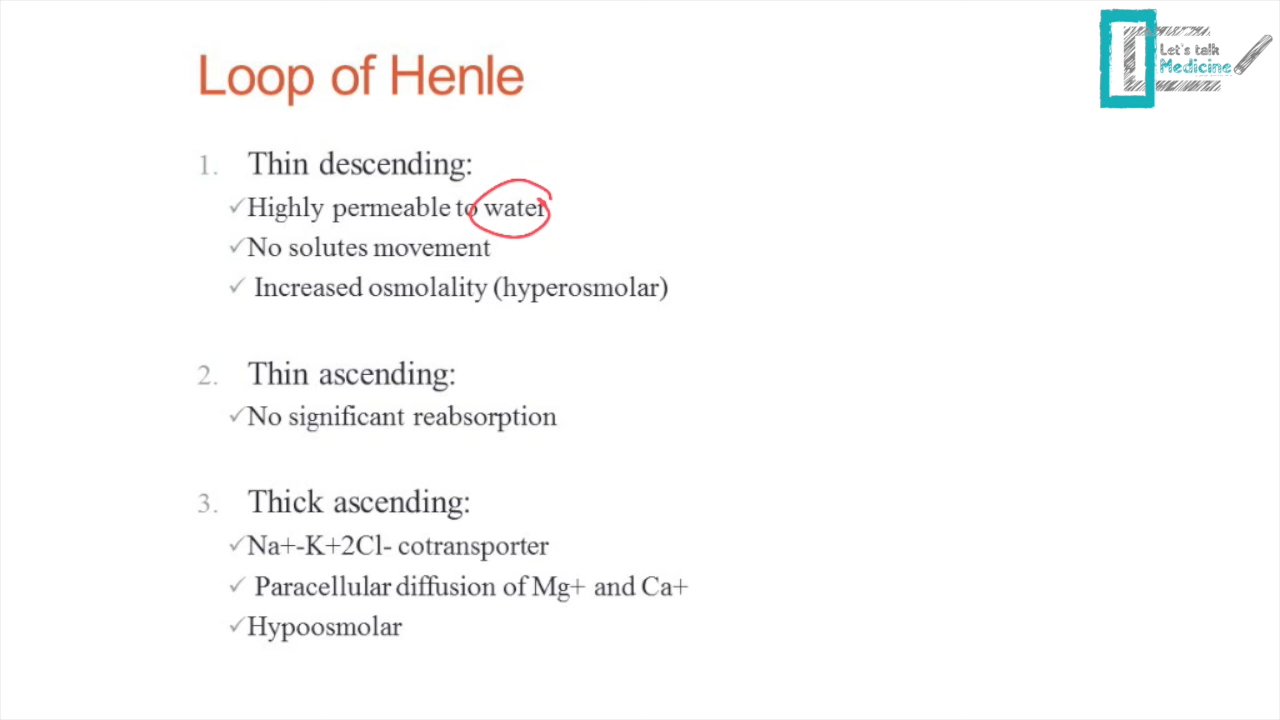 Let's talk
Medicine
Loop of Henle
1. Thin descending:
✓Highly permeable to water
✓No solutes movement
✓ Increased osmolality (hyperosmolar)
2. Thin ascending:
✓No significant reabsorption
3. Thick ascending:
✓Na+-K+2Cl- cotransporter
✓ Paracellular diffusion of Mg+ and Ca+
✓Hypoosmolar